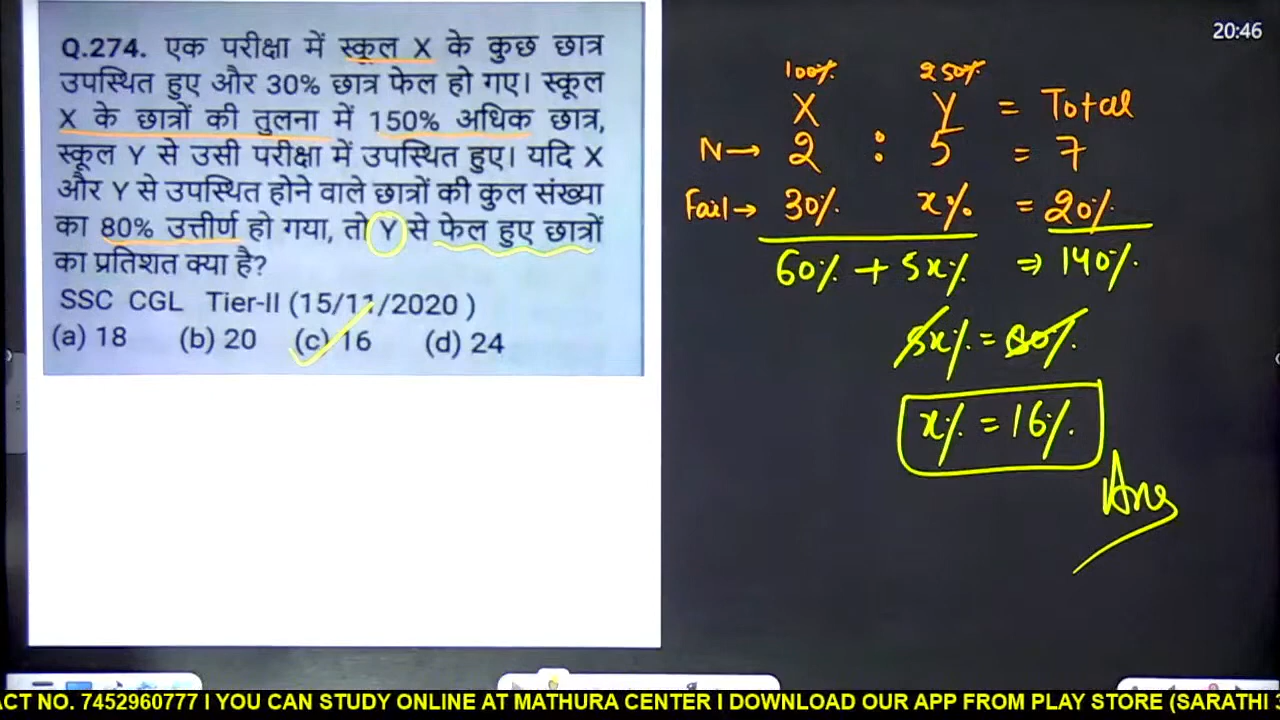 20:46
Q.274. एक परीक्षा में स्कूल X के कुछ छात्र
उपस्थित हुए और 30% छात्र फेल हो गए। स्कूल
X के छात्रों की तुलना में 150% अधिक छात्र,
स्कूल Y से उसी परीक्षा में उपस्थित हुए। यदि X
और Y से उपस्थित होने वाले छात्रों की कुल संख्या
का 80% उत्तीर्ण हो गया, तो Y से फेल हुए छात्रों
का प्रतिशत क्या है?
SSC CGL Tier-II (15/11/2020 )
(a) 18 (b) 20 (c) 16 (d) 24
100% 250%
X Y = Total
N→ 2 : 5 = 7
Fail→ 30% x% = 20%
60% + 5x% ⇒ 140%
5x% = 80%
x% = 16%
Ans
ACT NO. 7452960777 I YOU CAN STUDY ONLINE AT MATHURA CENTER I DOWNLOAD OUR APP FROM PLAY STORE (SARATHI